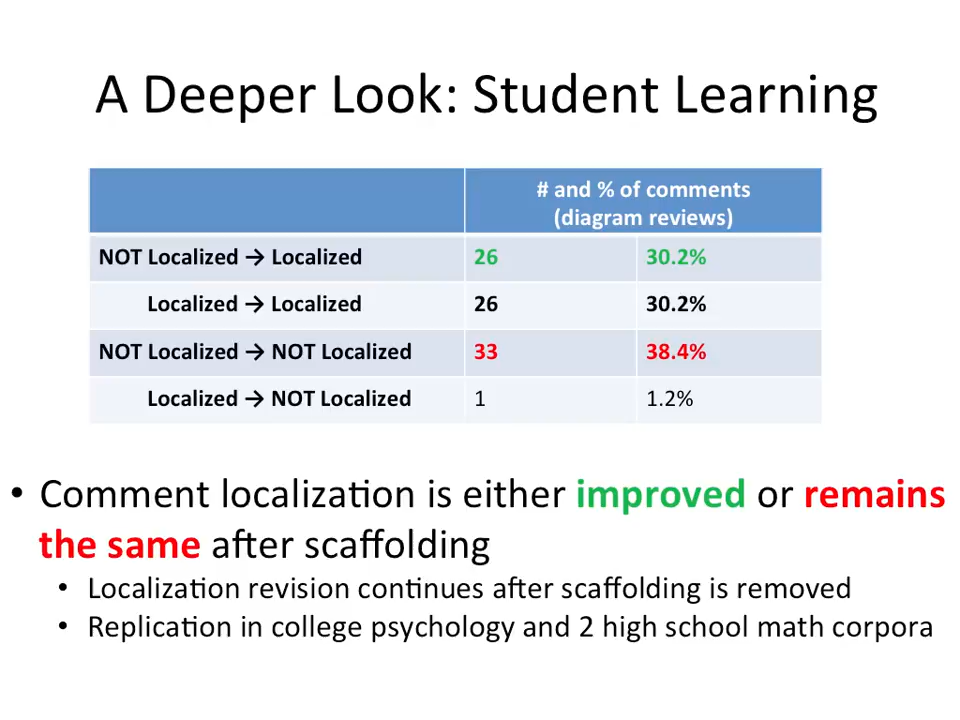 A Deeper Look: Student Learning
# and % of comments
(diagram reviews)
NOT Localized → Localized 26 30.2%
Localized → Localized 26 30.2%
NOT Localized → NOT Localized 33 38.4%
Localized → NOT Localized 1 1.2%
• Comment localization is either improved or remains
the same after scaffolding
• Localization revision continues after scaffolding is removed
• Replication in college psychology and 2 high school math corpora